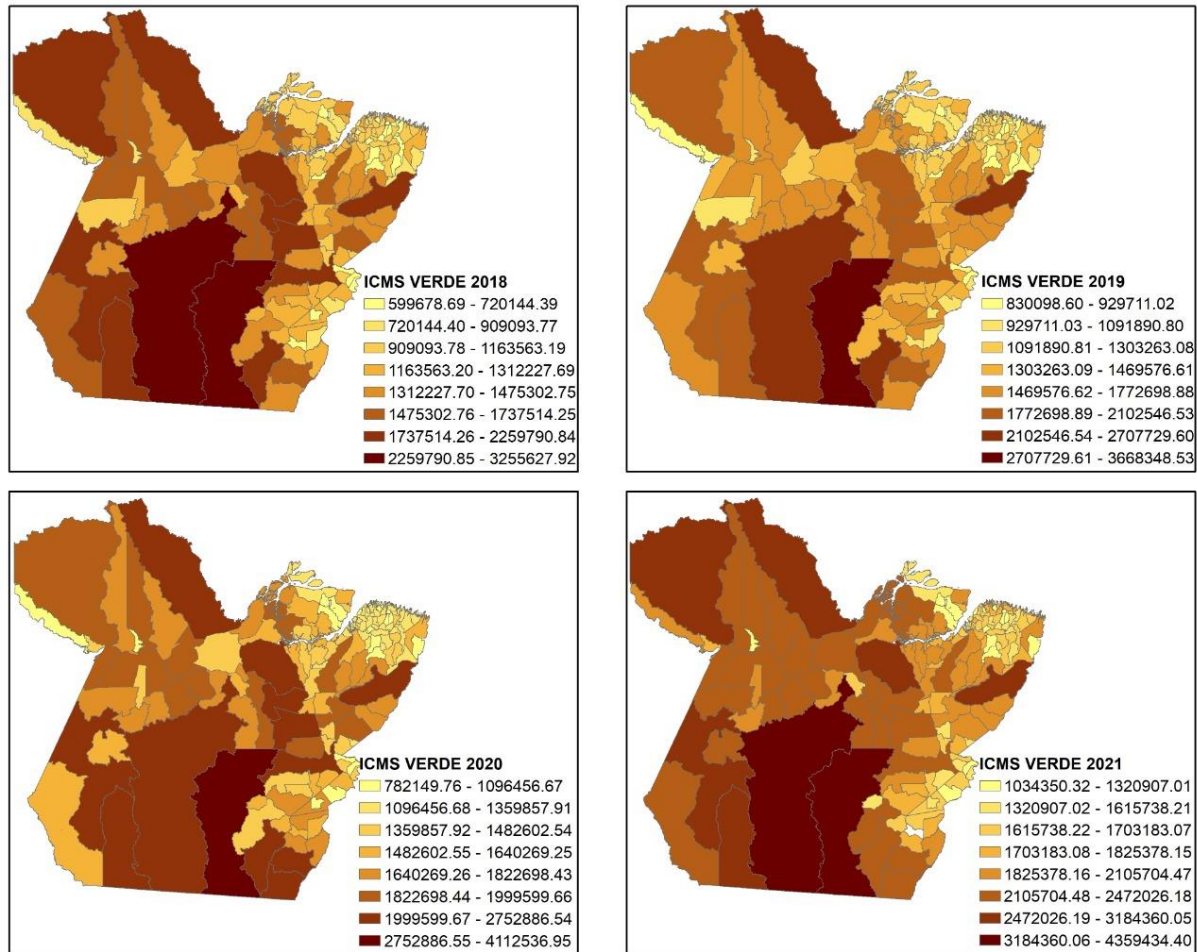 ICMS VERDE 2018
599678.69 - 720144.39
720144.40 - 909093.77
909093.78 - 1163563.19
1163563.20 - 1312227.69
1312227.70 - 1475302.75
1475302.76 - 1737514.25
1737514.26 - 2259790.84
2259790.85 - 3255627.92
ICMS VERDE 2019
830098.60 - 929711.02
929711.03 - 1091890.80
1091890.81 - 1303263.08
1303263.09 - 1469576.61
1469576.62 - 1772698.88
1772698.89 - 2102546.53
2102546.54 - 2707729.60
2707729.61 - 3668348.53
ICMS VERDE 2020
782149.76 - 1096456.67
1096456.68 - 1359857.91
1359857.92 - 1482602.54
1482602.55 - 1640269.25
1640269.26 - 1822698.43
1822698.44 - 1999599.66
1999599.67 - 2752886.54
2752886.55 - 4112536.95
ICMS VERDE 2021
1034350.32 - 1320907.01
1320907.02 - 1615738.21
1615738.22 - 1703183.07
1703183.08 - 1825378.15
1825378.16 - 2105704.47
2105704.48 - 2472026.18
2472026.19 - 3184360.05
3184360.06 - 4359434.40